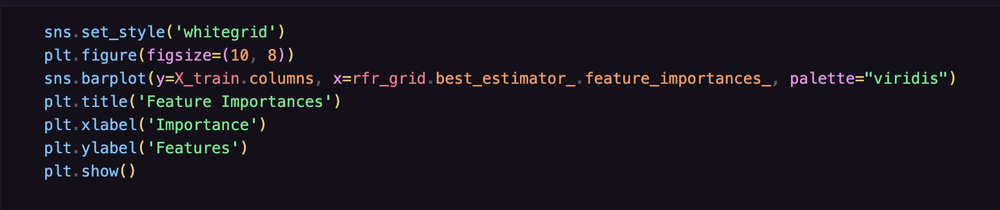 sns.set_style('whitegrid')
plt.figure(figsize=(10, 8))
sns.barplot(y=X_train.columns, x=rfr_grid.best_estimator_.feature_importances_, palette="viridis")
plt.title('Feature Importances')
plt.xlabel('Importance')
plt.ylabel('Features')
plt.show()